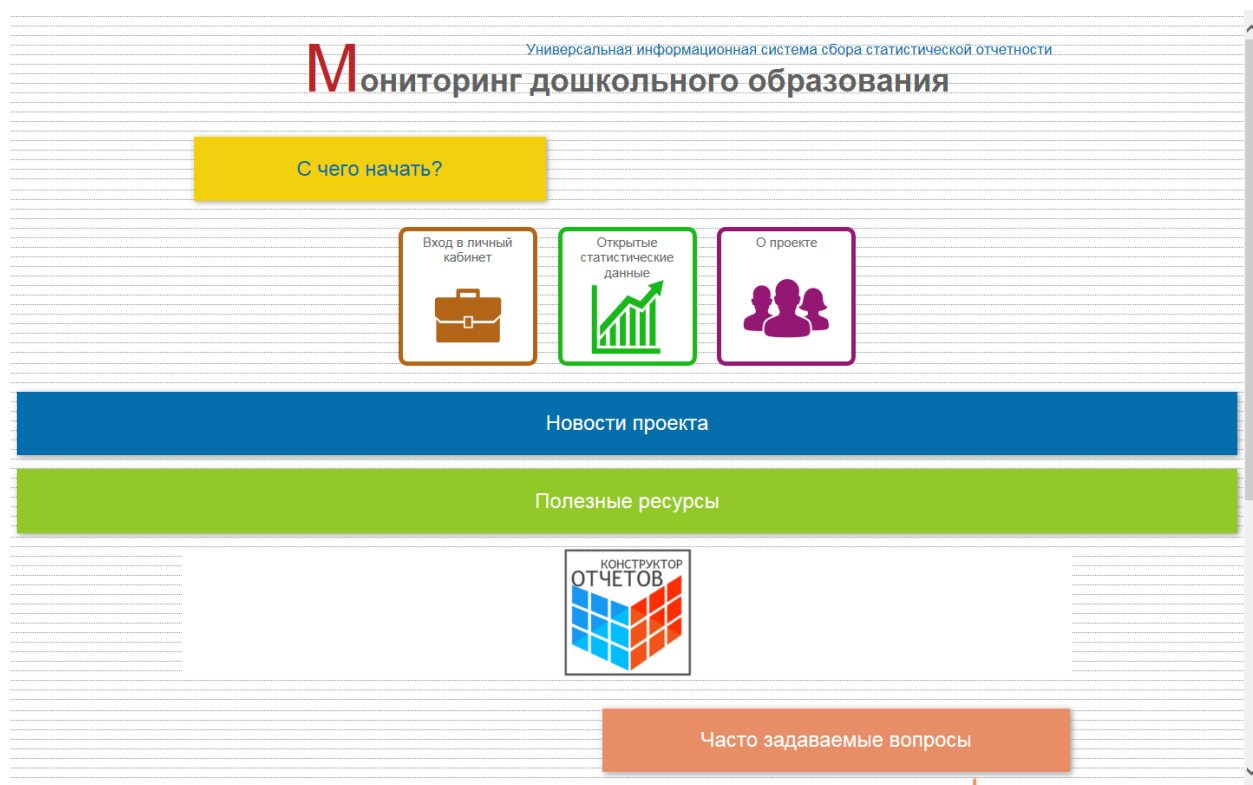 Универсальная информационная система сбора статистической отчетности
Мониторинг дошкольного образования
С чего начать?
Вход в личный
кабинет
Открытые
статистические
данные
О проекте
Новости проекта
Полезные ресурсы
КОНСТРУКТОР
ОТЧЕТОВ
Часто задаваемые вопросы